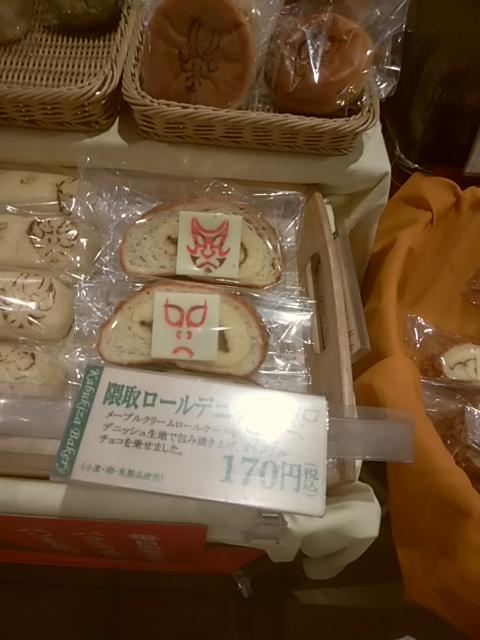 Kabukiza Bakery
隈取ロールデ
メープルクリームロールケーキを
デニッシュ生地で包み焼き上げ、
チョコを乗せました。
(小麦・卵・乳製品使用)
170円(税込)